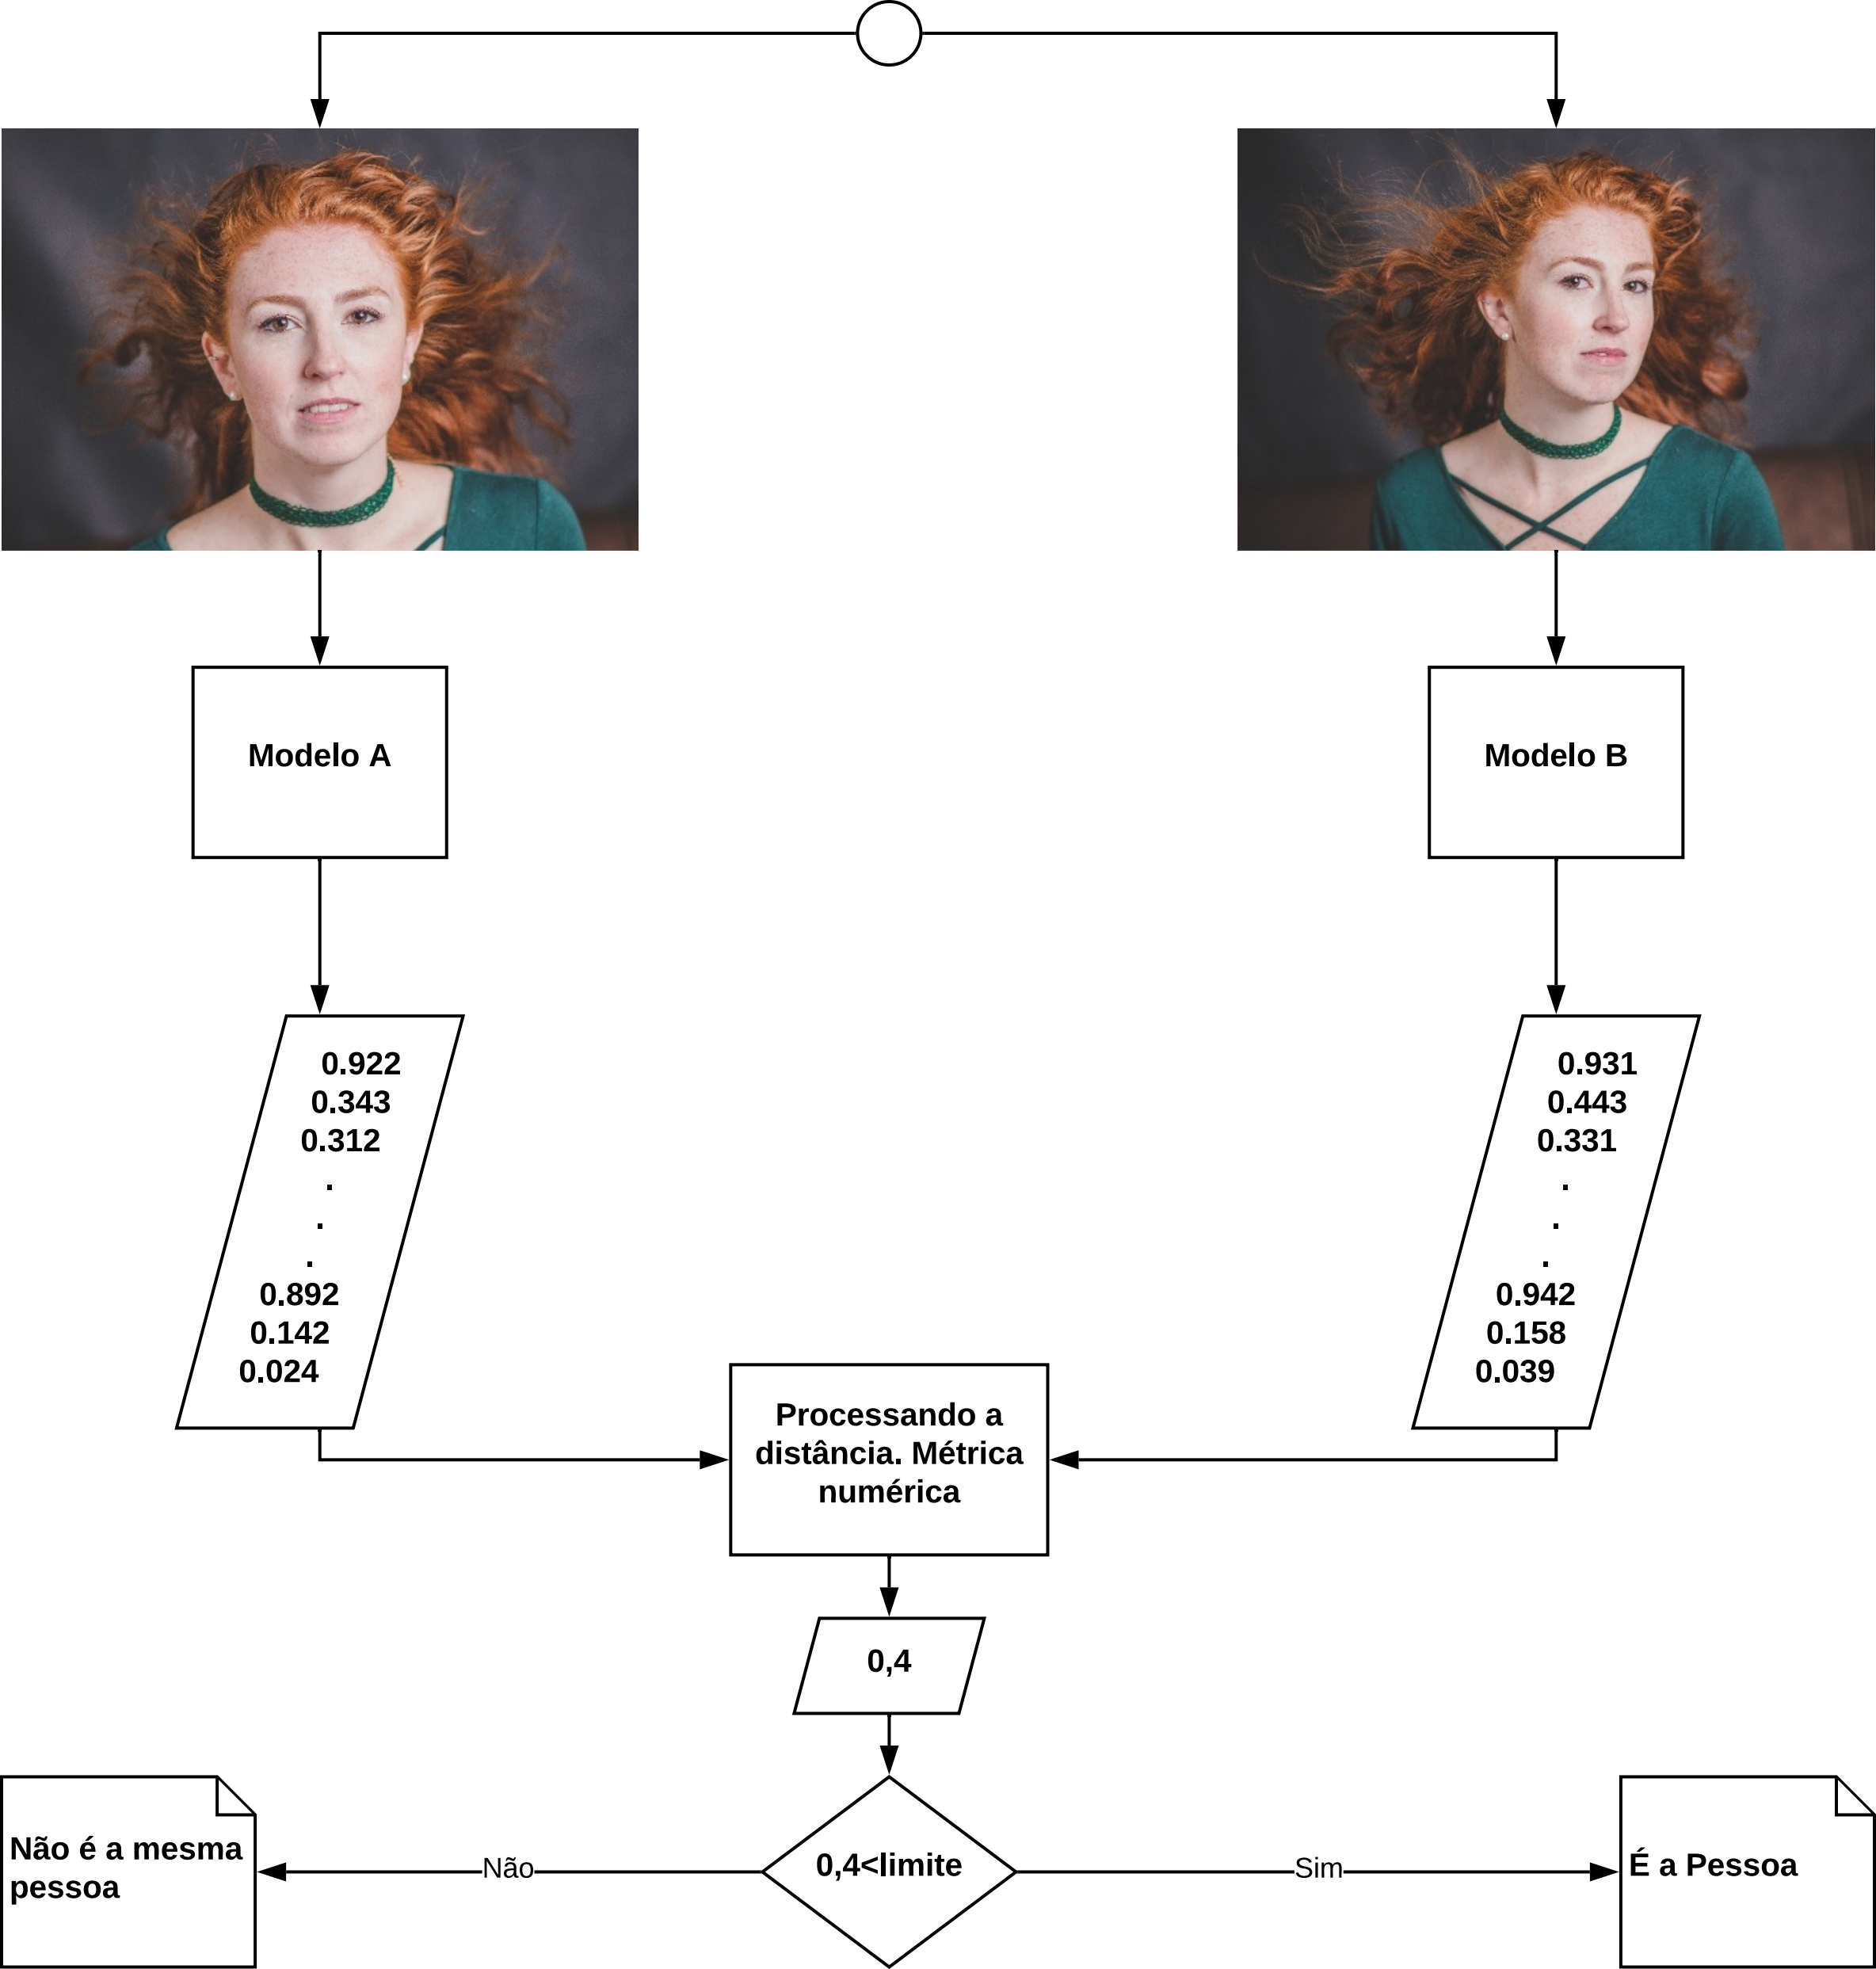 Modelo A
Modelo B
0.922
0.343
0.312
.
.
.
0.892
0.142
0.024
0.931
0.443
0.331
.
.
.
0.942
0.158
0.039
Processando a
distância. Métrica
numérica
0,4
Não é a mesma
pessoa
Não
0,4<limite
Sim
É a Pessoa